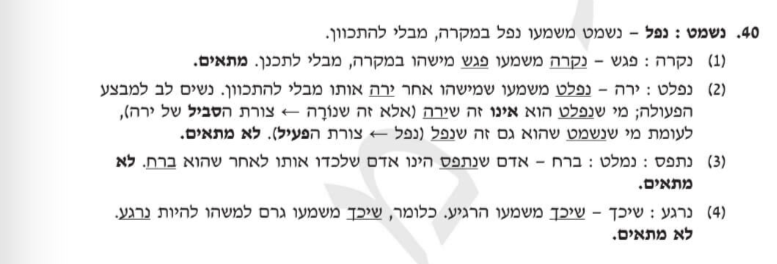 40. נשמט : נפל – נשמט משמעו נפל במקרה, מבלי להתכוון.
(1) נקרה : פגש – נקרה משמעו פגש מישהו במקרה, מבלי לתכנן. מתאים.
(2) נפלט : ירה – נפלט משמעו שמישהו אחר ירה אותו מבלי להתכוון. נשים לב למבצע
הפעולה; מי שנפלט הוא אינו זה שירה (אלא זה שנוֹרָה ← צורת הסביל של ירה),
לעומת מי שנשמט שהוא גם זה שנפל (נפל ← צורת הפעיל). לא מתאים.
(3) נתפס : נמלט : ברח – אדם שנתפס הינו אדם שלכדו אותו לאחר שהוא ברח. לא
מתאים.
(4) נרגע : שיכך – שיכך משמעו הרגיע. כלומר, שיכך משמעו גרם למשהו להיות נרגע.
לא מתאים.